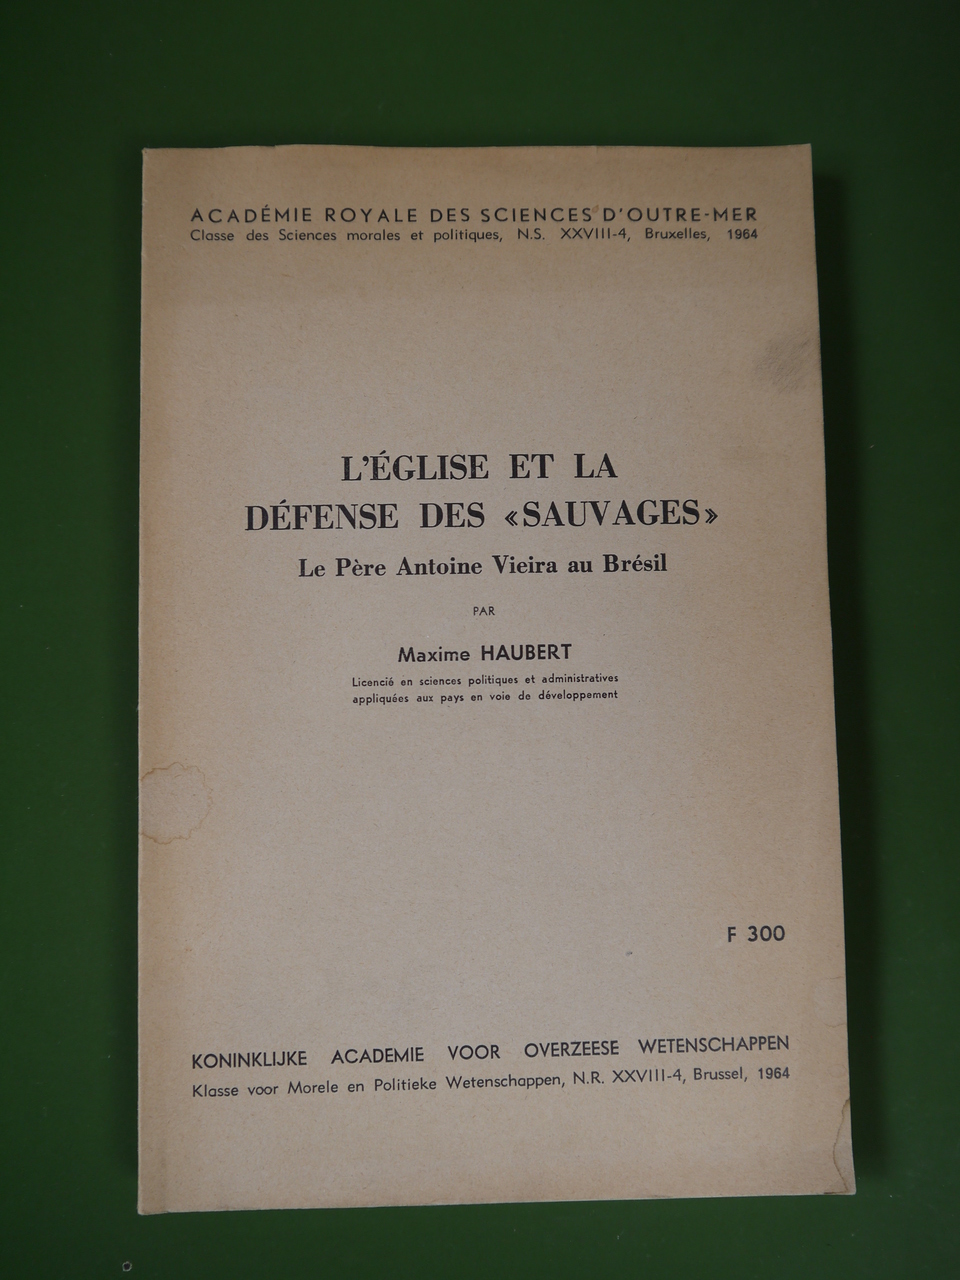 ACADÉMIE ROYALE DES SCIENCES D'OUTRE-MER
Classe des Sciences morales et politiques, N.S. XXVIII-4, Bruxelles, 1964
L'ÉGLISE ET LA
DÉFENSE DES «SAUVAGES»
Le Père Antoine Vieira au Brésil
PAR
Maxime HAUBERT
Licencié en sciences politiques et administratives
appliquées aux pays en voie de développement
F 300
KONINKLIJKE ACADEMIE VOOR OVERZEESE WETENSCHAPPEN
Klasse voor Morele en Politieke Wetenschappen, N.R. XXVIII-4, Brussel, 1964